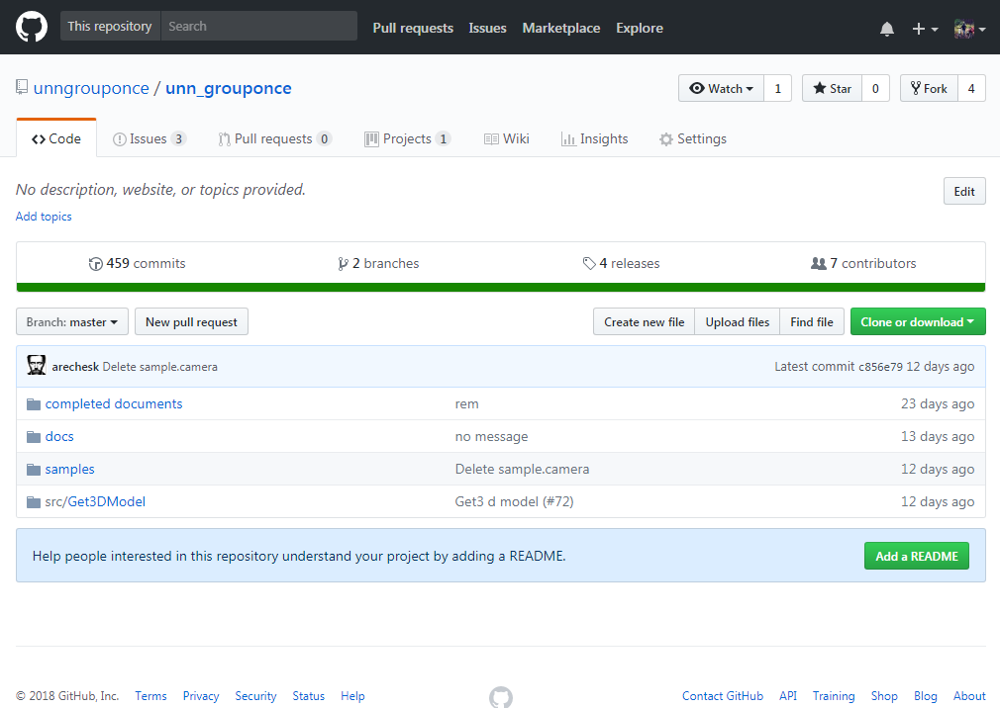 This repository Search Pull requests Issues Marketplace Explore
unngrouponce / unn_grouponce Watch 1 Star 0 Fork 4
Code Issues 3 Pull requests 0 Projects 1 Wiki Insights Settings
No description, website, or topics provided. Edit
Add topics
459 commits 2 branches 4 releases 7 contributors
Branch: master New pull request Create new file Upload files Find file Clone or download
arechesk Delete sample.camera Latest commit c856e79 12 days ago
completed documents rem 23 days ago
docs no message 13 days ago
samples Delete sample.camera 12 days ago
src/Get3DModel Get3 d model (#72) 12 days ago
Help people interested in this repository understand your project by adding a README. Add a README
© 2018 GitHub, Inc. Terms Privacy Security Status Help Contact GitHub API Training Shop Blog About